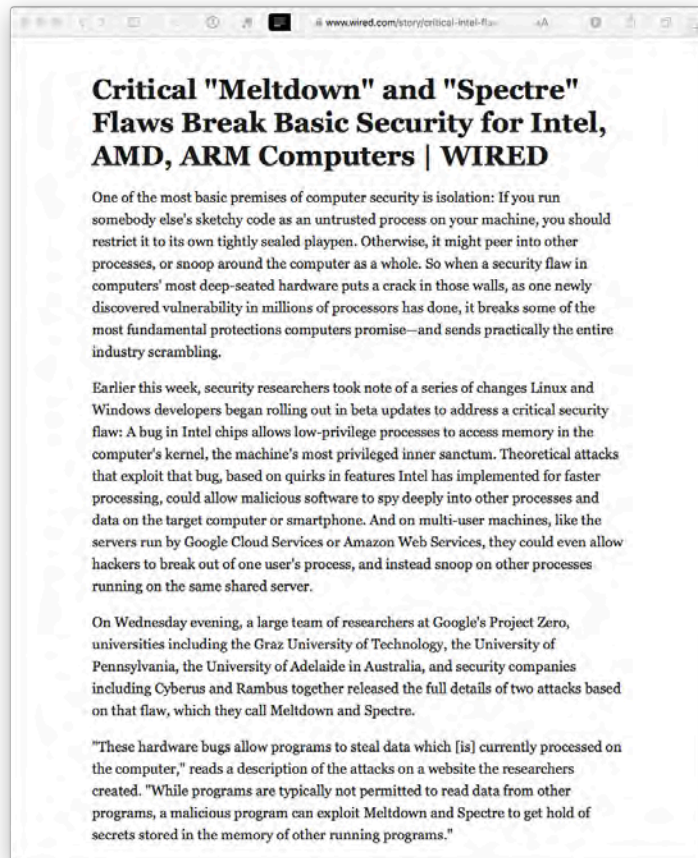 www.wired.com/story/critical-intel-fla
AA
Critical "Meltdown" and "Spectre"
Flaws Break Basic Security for Intel,
AMD, ARM Computers | WIRED
One of the most basic premises of computer security is isolation: If you run
somebody else's sketchy code as an untrusted process on your machine, you should
restrict it to its own tightly sealed playpen. Otherwise, it might peer into other
processes, or snoop around the computer as a whole. So when a security flaw in
computers' most deep-seated hardware puts a crack in those walls, as one newly
discovered vulnerability in millions of processors has done, it breaks some of the
most fundamental protections computers promise—and sends practically the entire
industry scrambling.
Earlier this week, security researchers took note of a series of changes Linux and
Windows developers began rolling out in beta updates to address a critical security
flaw: A bug in Intel chips allows low-privilege processes to access memory in the
computer's kernel, the machine's most privileged inner sanctum. Theoretical attacks
that exploit that bug, based on quirks in features Intel has implemented for faster
processing, could allow malicious software to spy deeply into other processes and
data on the target computer or smartphone. And on multi-user machines, like the
servers run by Google Cloud Services or Amazon Web Services, they could even allow
hackers to break out of one user's process, and instead snoop on other processes
running on the same shared server.
On Wednesday evening, a large team of researchers at Google's Project Zero,
universities including the Graz University of Technology, the University of
Pennsylvania, the University of Adelaide in Australia, and security companies
including Cyberus and Rambus together released the full details of two attacks based
on that flaw, which they call Meltdown and Spectre.
"These hardware bugs allow programs to steal data which [is] currently processed on
the computer," reads a description of the attacks on a website the researchers
created. "While programs are typically not permitted to read data from other
programs, a malicious program can exploit Meltdown and Spectre to get hold of
secrets stored in the memory of other running programs."